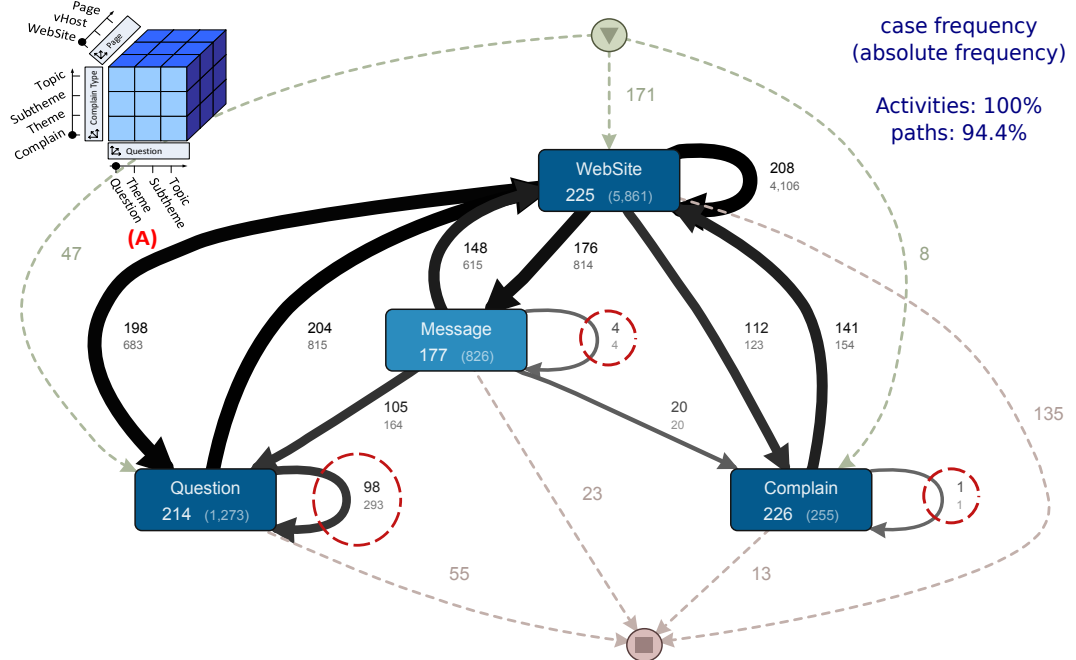 Page
vHost
WebSite
Page
Topic
Subtheme
Theme
Complain
Complain Type
Question
Question
Theme
Subtheme
Topic
(A)
case frequency
(absolute frequency)
Activities: 100%
paths: 94.4%
171
47
8
WebSite
225 (5,861)
208
4,106
148
615
176
814
198
683
204
815
Message
177 (826)
4
4
112
123
141
154
105
164
20
20
135
Question
214 (1,273)
98
293
23
Complain
226 (255)
1
1
55
13